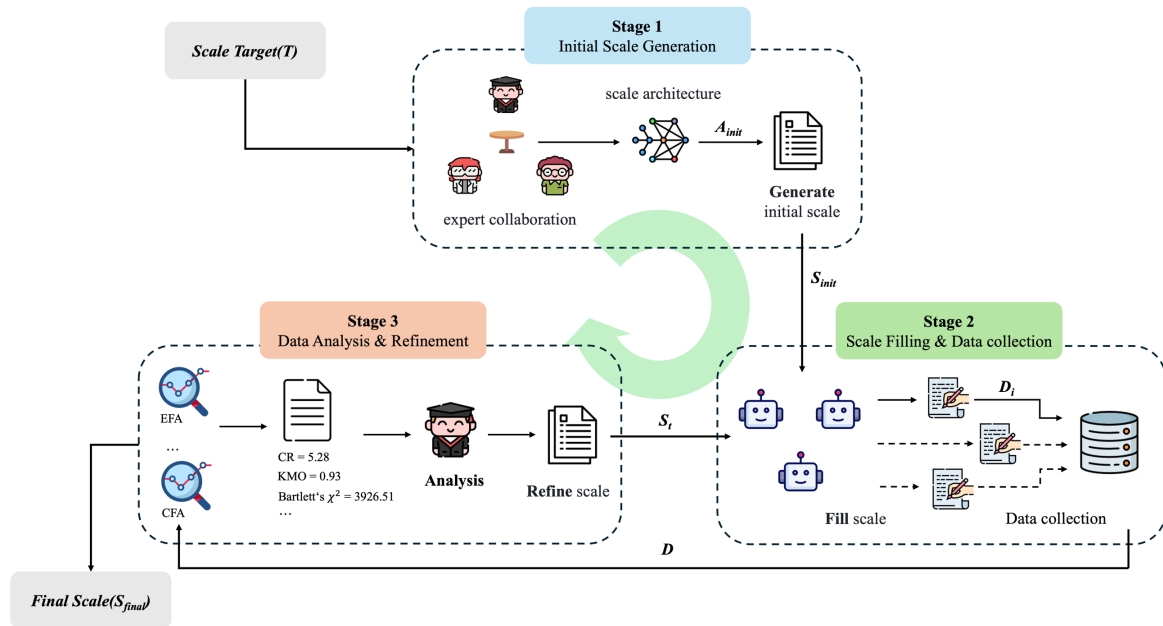 Scale Target(T)
Stage 1
Initial Scale Generation
scale architecture
A_init
expert collaboration
Generate
initial scale
S_init
Stage 3
Data Analysis & Refinement
Stage 2
Scale Filling & Data collection
EFA
...
CFA
CR = 5.28
KMO = 0.93
Bartlett‘s χ² = 3926.51
...
Analysis
Refine scale
S_t
D_i
Fill scale
Data collection
D
Final Scale(S_final)